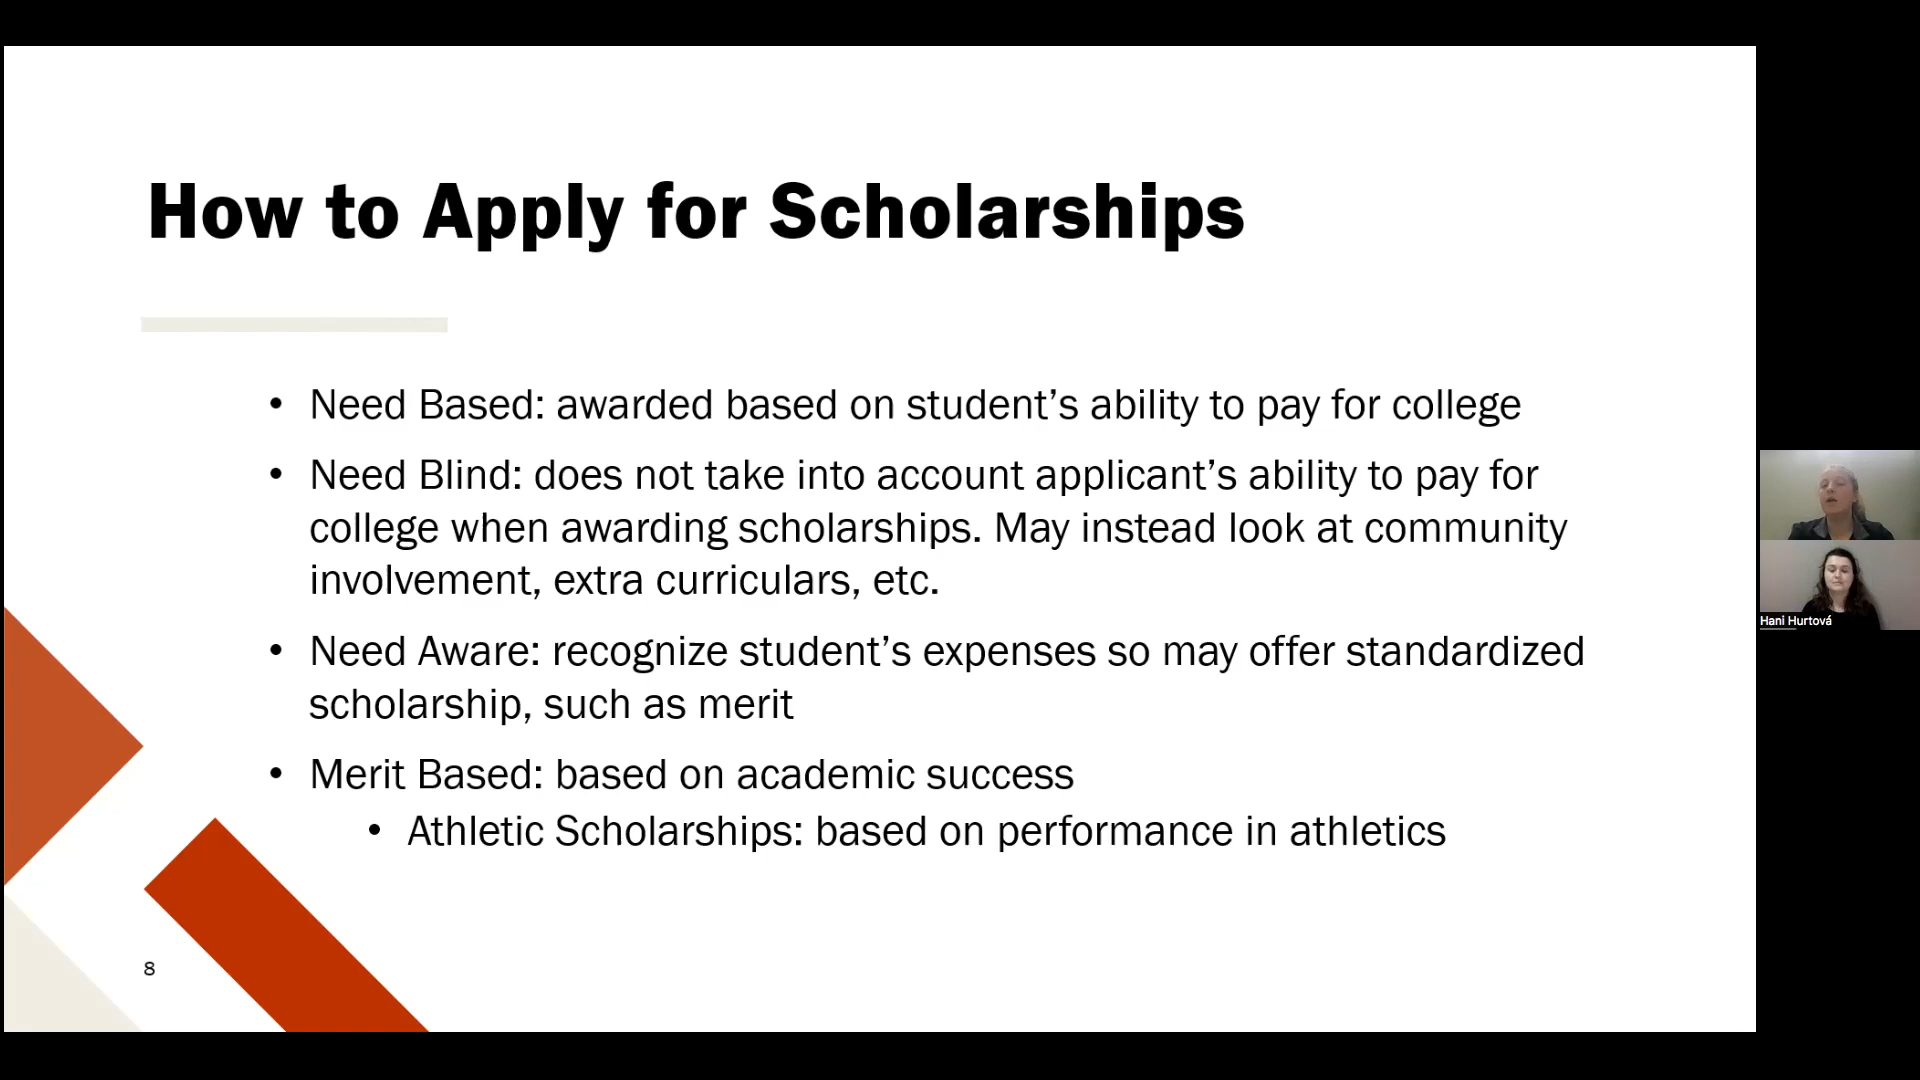 How to Apply for Scholarships
• Need Based: awarded based on student’s ability to pay for college
• Need Blind: does not take into account applicant’s ability to pay for
college when awarding scholarships. May instead look at community
involvement, extra curriculars, etc.
• Need Aware: recognize student’s expenses so may offer standardized
scholarship, such as merit
• Merit Based: based on academic success
• Athletic Scholarships: based on performance in athletics
8
Hani Hurtová